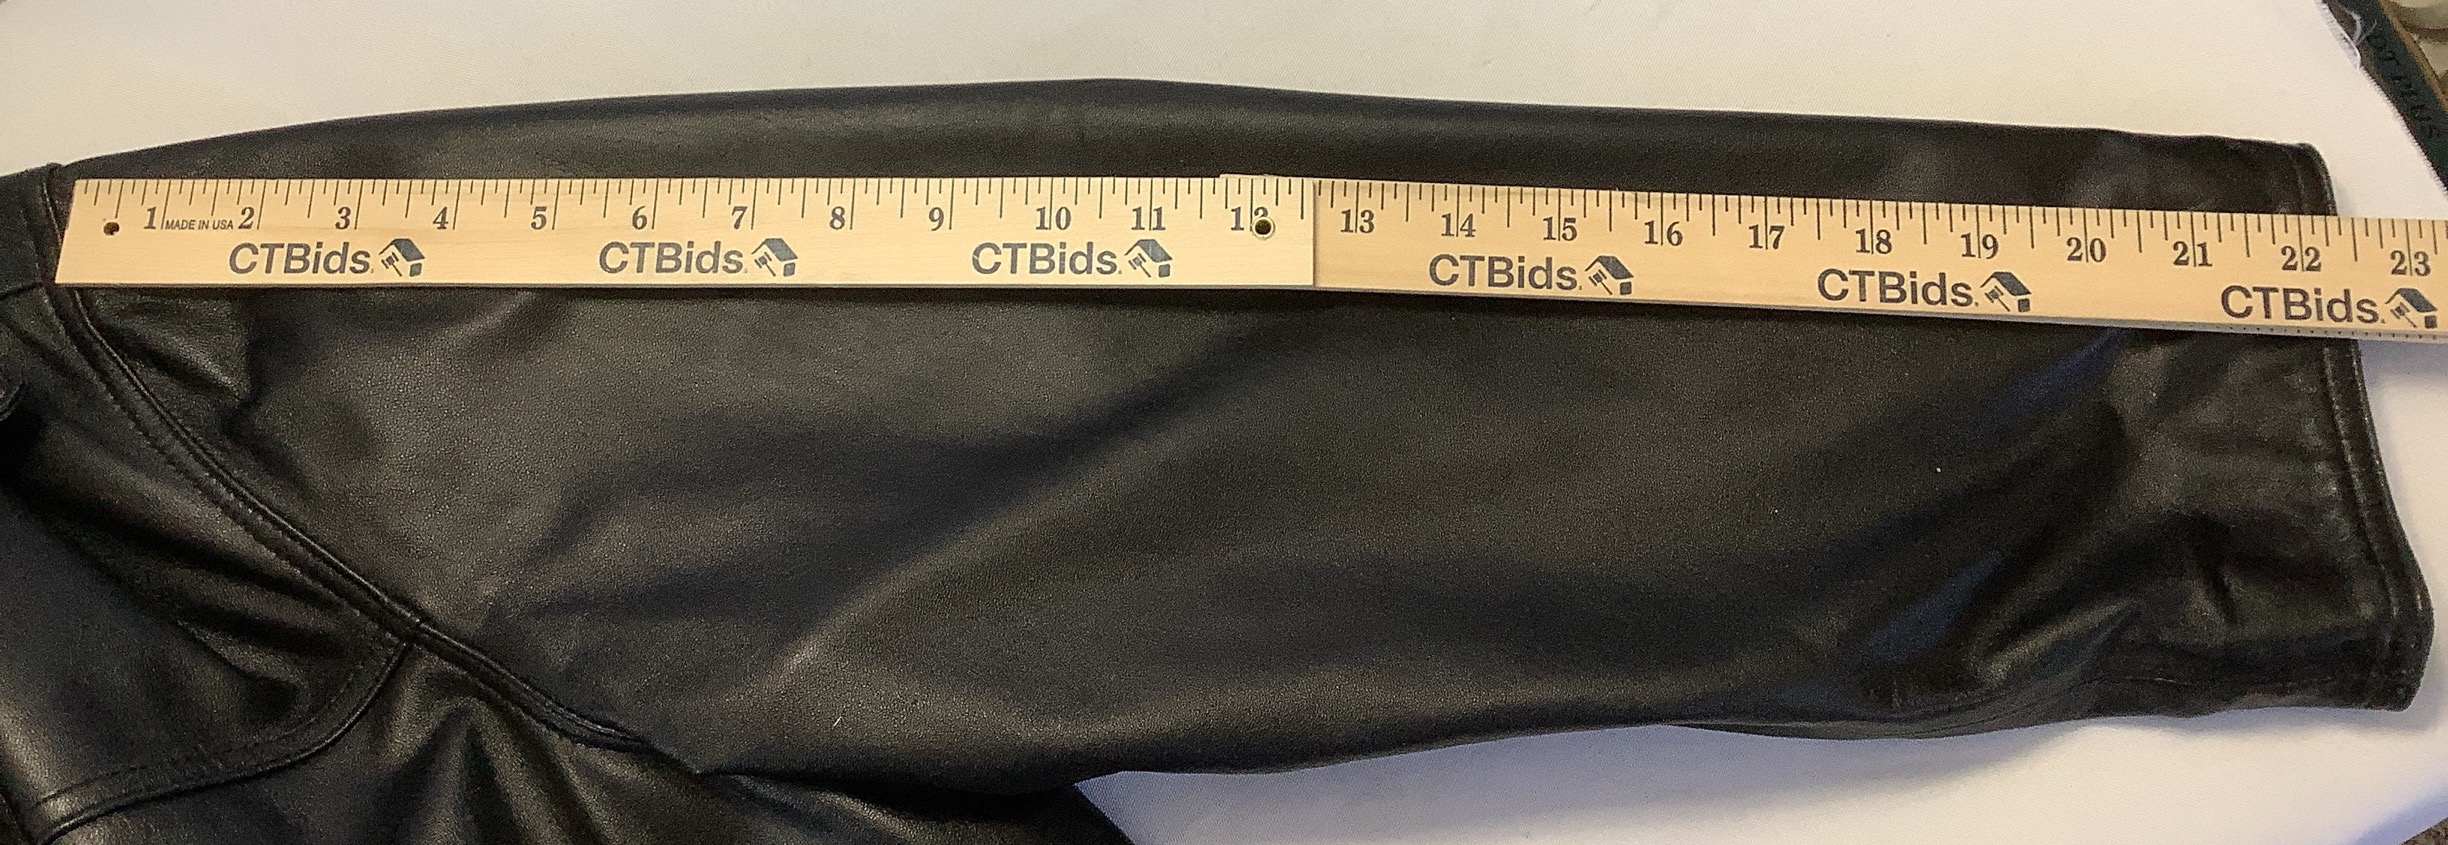 1 MADE IN USA 2 3 4 5 6 7 8 9 10 11 12 13 14 15 16 17 18 19 20 21 22 23
CTBids. CTBids. CTBids. CTBids. CTBids. CTBids.